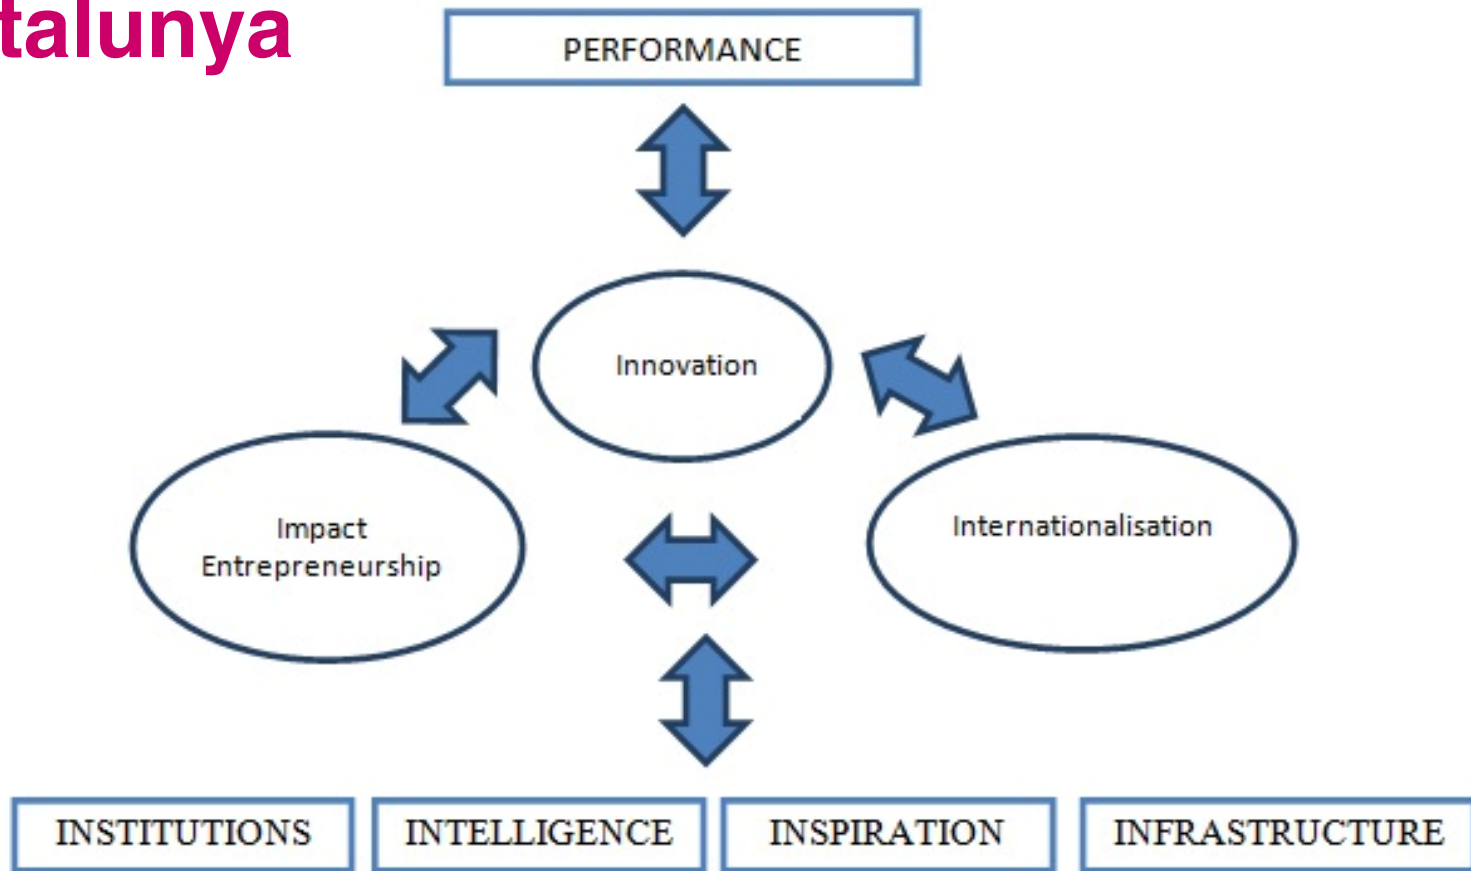 talunya
PERFORMANCE
Innovation
Impact
Entrepreneurship
Internationalisation
INSTITUTIONS
INTELLIGENCE
INSPIRATION
INFRASTRUCTURE